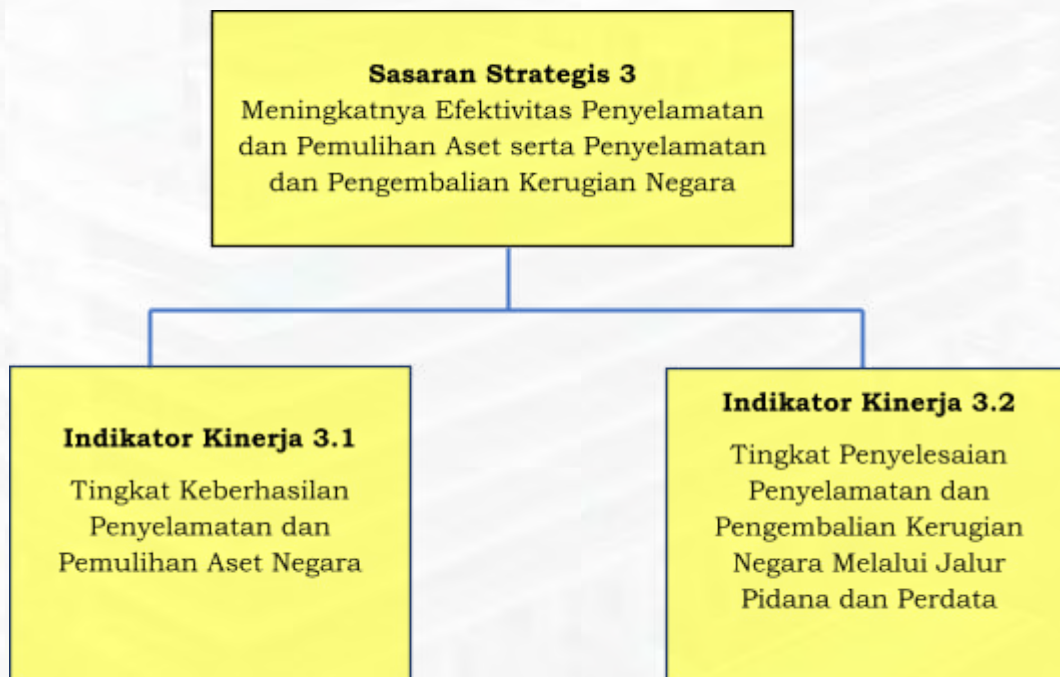 Sasaran Strategis 3
Meningkatnya Efektivitas Penyelamatan
dan Pemulihan Aset serta Penyelamatan
dan Pengembalian Kerugian Negara
Indikator Kinerja 3.1
Tingkat Keberhasilan
Penyelamatan dan
Pemulihan Aset Negara
Indikator Kinerja 3.2
Tingkat Penyelesaian
Penyelamatan dan
Pengembalian Kerugian
Negara Melalui Jalur
Pidana dan Perdata